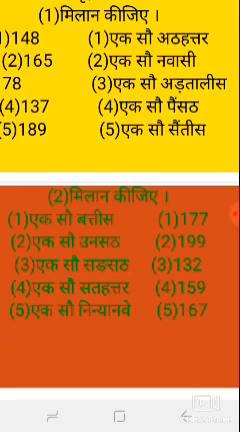 (1)मिलान कीजिए ।
1)148 (1)एक सौ अठहत्तर
(2)165 (2)एक सौ नवासी
78 (3)एक सौ अड़तालीस
(4)137 (4)एक सौ पैंसठ
(5)189 (5)एक सौ सैंतीस
(2)मिलान कीजिए ।
(1)एक सौ बत्तीस (1)177
(2)एक सौ उनसठ (2)199
(3)एक सौ सडसठ (3)132
(4)एक सौ सतहत्तर (4)159
(5)एक सौ निन्यानवे (5)167